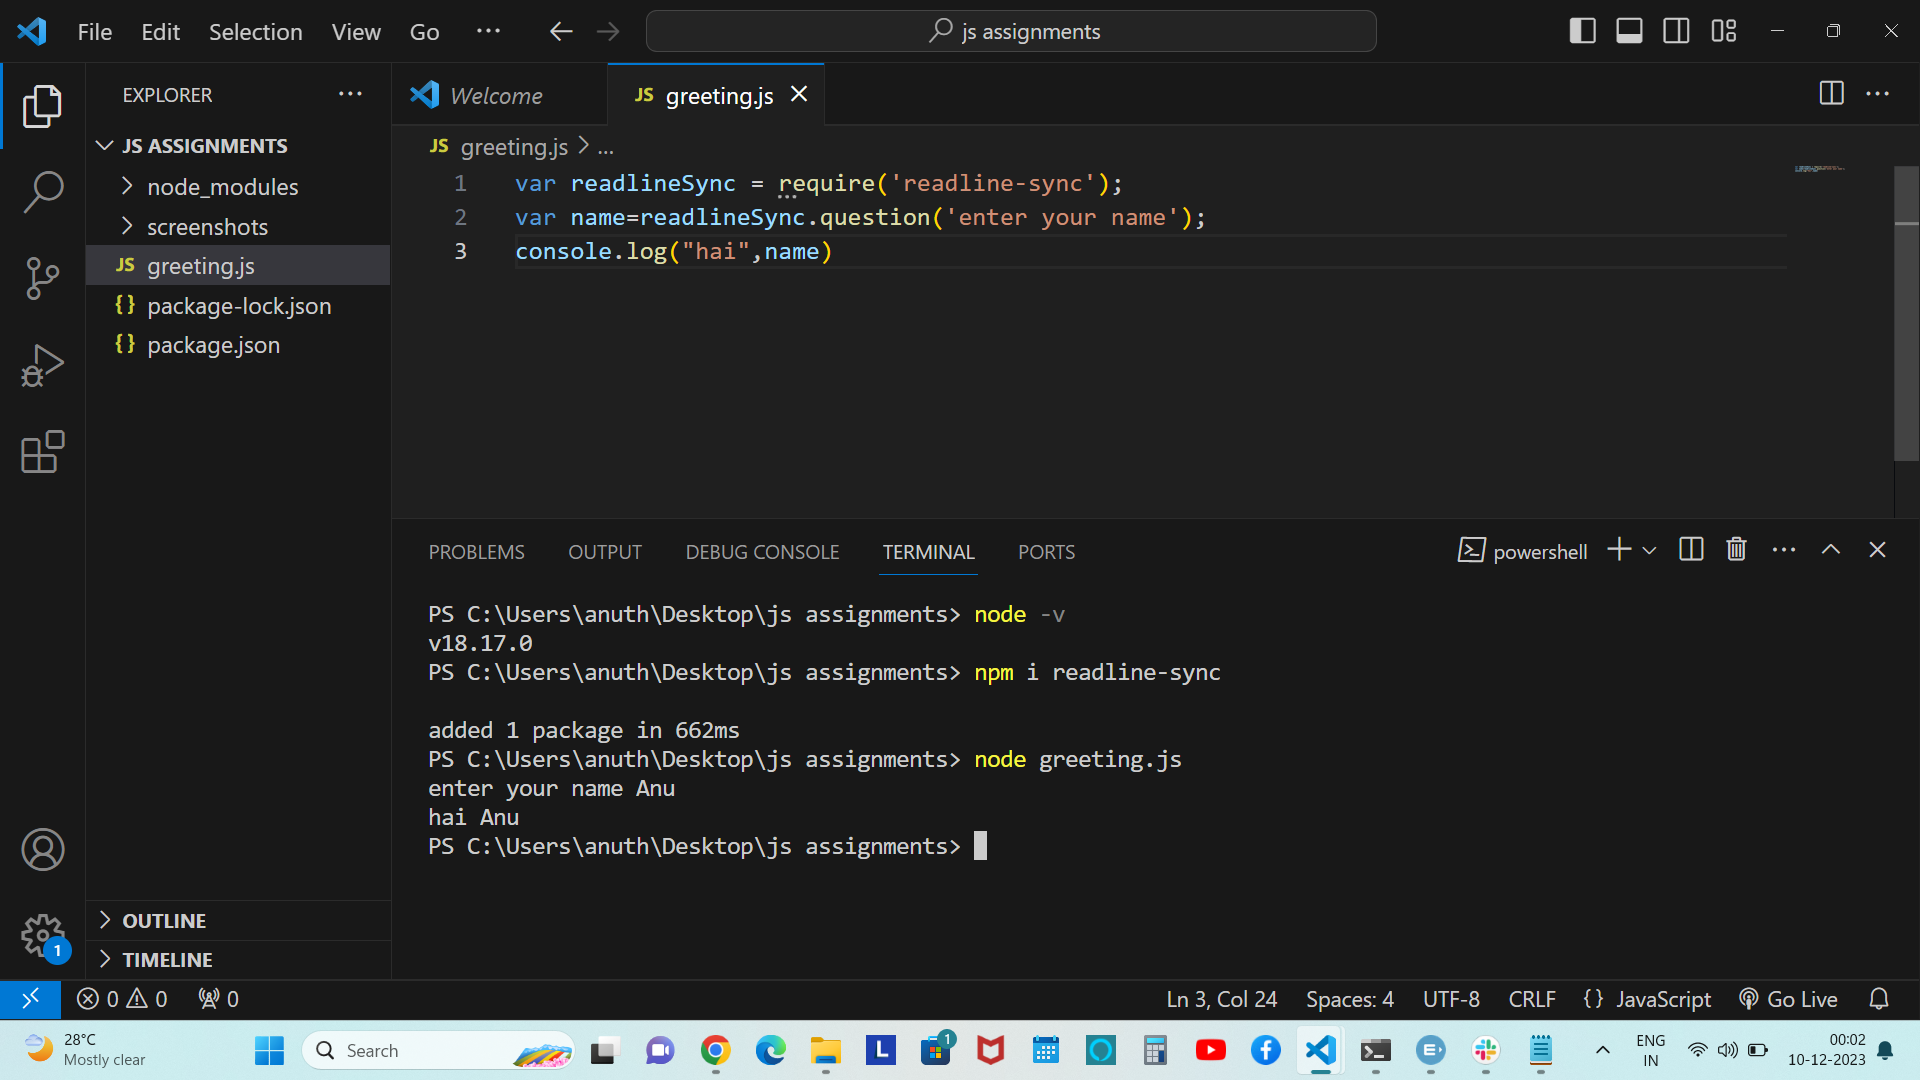 File Edit Selection View Go ··· js assignments
EXPLORER ···
JS ASSIGNMENTS
node_modules
screenshots
JS greeting.js
{} package-lock.json
{} package.json
OUTLINE
TIMELINE
Welcome JS greeting.js
JS greeting.js > ...
1 var readlineSync = require('readline-sync');
2 var name=readlineSync.question('enter your name');
3 console.log("hai",name)
PROBLEMS OUTPUT DEBUG CONSOLE TERMINAL PORTS powershell
PS C:\Users\anuth\Desktop\js assignments> node -v
v18.17.0
PS C:\Users\anuth\Desktop\js assignments> npm i readline-sync
added 1 package in 662ms
PS C:\Users\anuth\Desktop\js assignments> node greeting.js
enter your name Anu
hai Anu
PS C:\Users\anuth\Desktop\js assignments>
1
0 0 0 Ln 3, Col 24 Spaces: 4 UTF-8 CRLF {} JavaScript Go Live
28°C
Mostly clear
Search
L
1
E
ENG
IN
00:02
10-12-2023